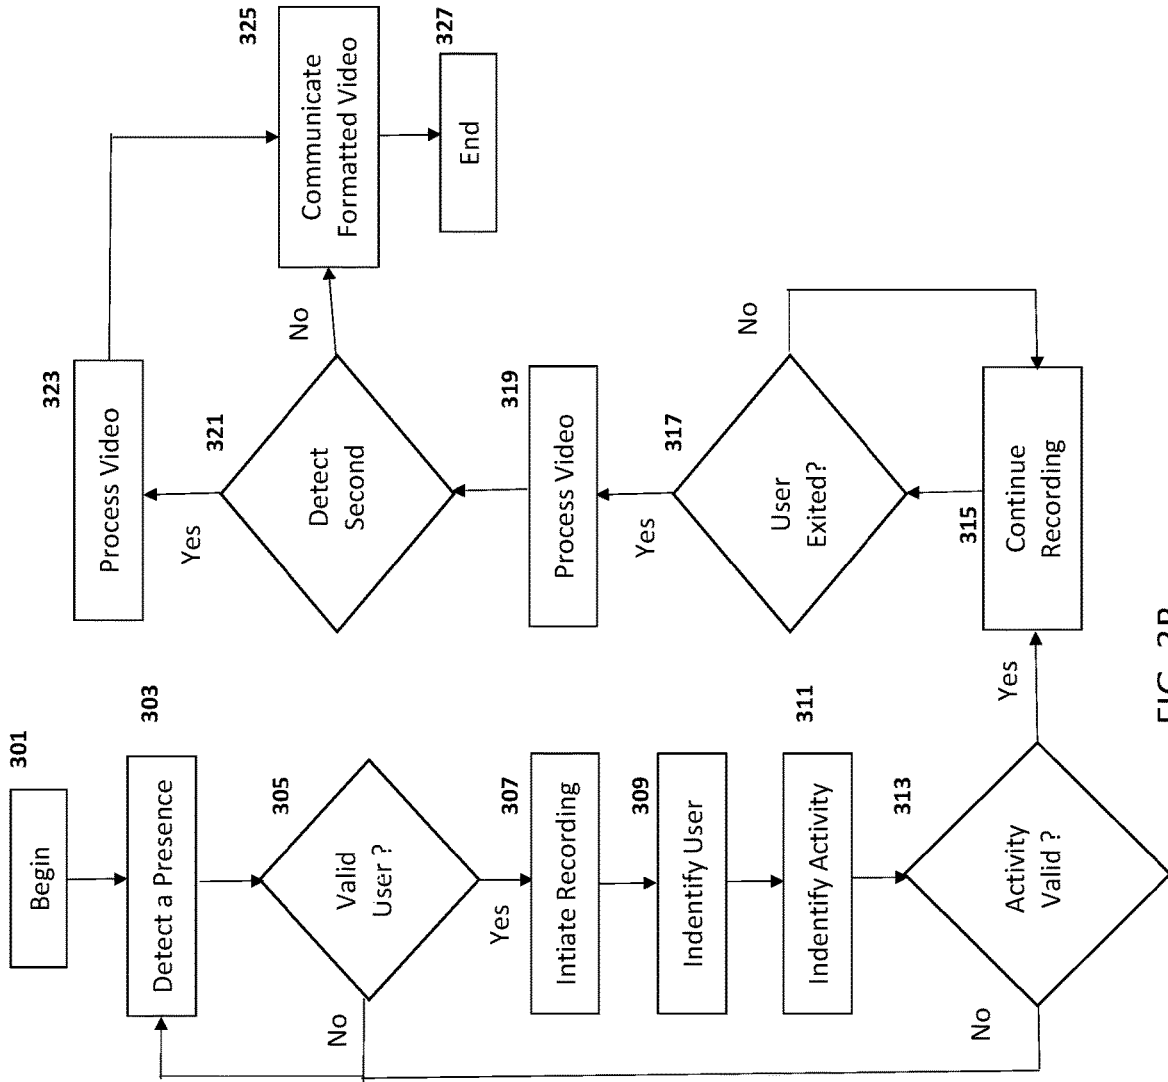 301
Begin
303
Detect a Presence
305
Valid
User ?
No
Yes
307
Intiate Recording
309
Indentify User
311
Indentify Activity
313
Activity
Valid ?
No
Yes
315
Continue
Recording
317
User
Exited?
No
Yes
319
Process Video
321
Detect
Second
Yes
No
323
Process Video
325
Communicate
Formatted Video
327
End
FIG. 3B